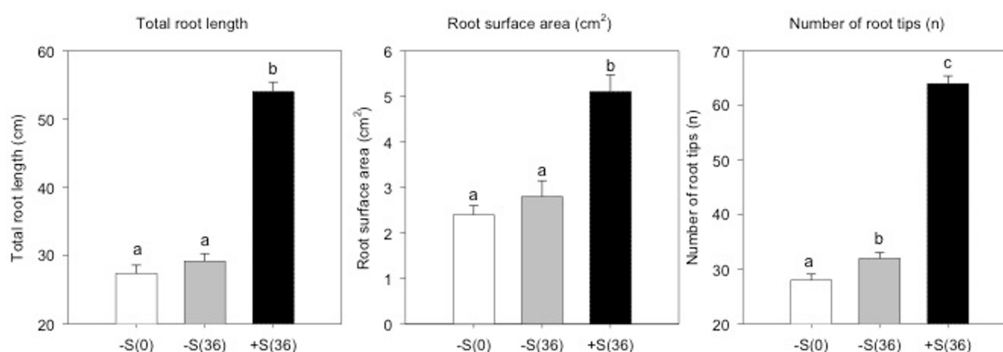 Total root length
Total root length (cm)
60
50
40
30
20
a
a
b
-S(0)
-S(36)
+S(36)
Root surface area (cm²)
Root surface area (cm²)
6
5
4
3
2
1
0
a
a
b
-S(0)
-S(36)
+S(36)
Number of root tips (n)
Number of root tips (n)
70
60
50
40
30
20
a
b
c
-S(0)
-S(36)
+S(36)